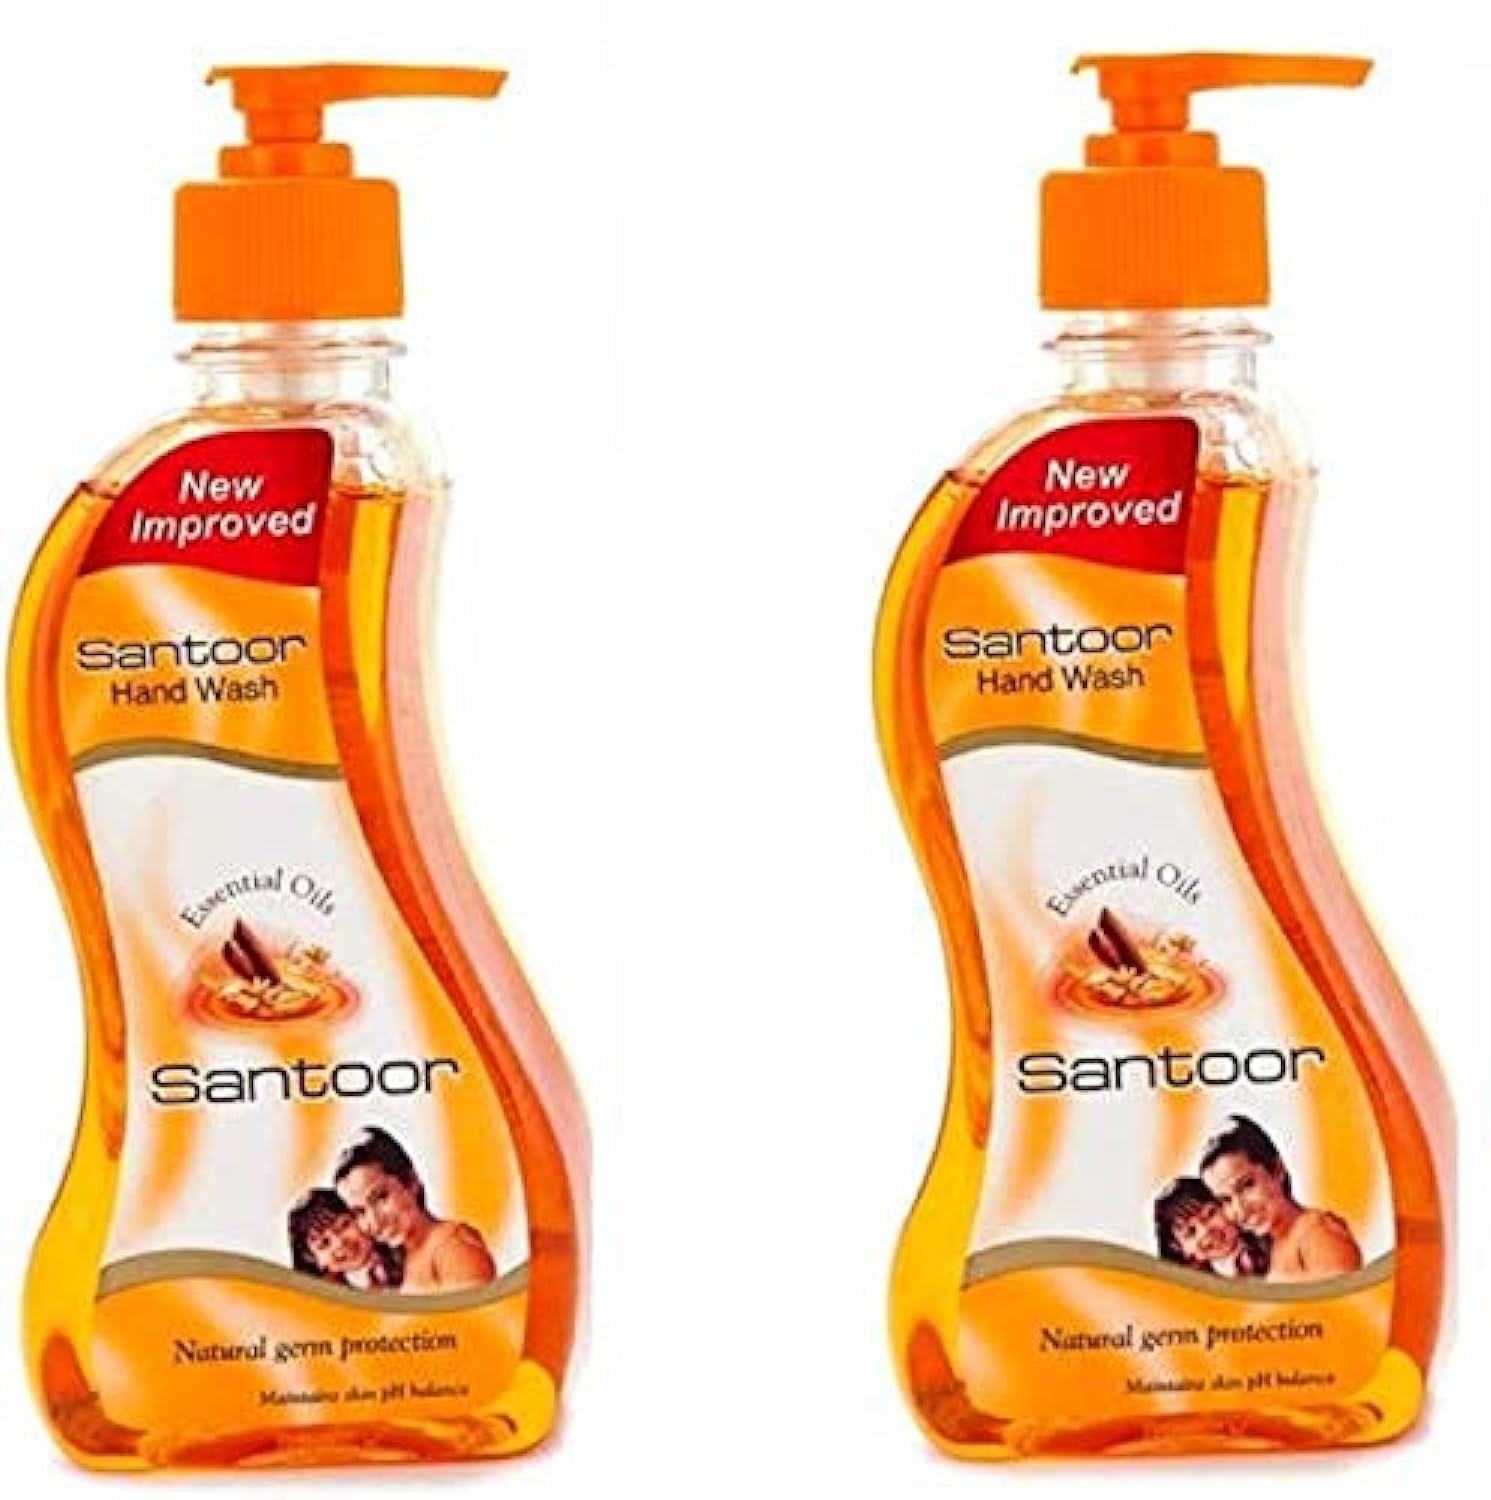 New
Improved
Santoor
Hand Wash
Essential Oils
Santoor
Natural germ protection
Maintains skin pH balance
New
Improved
Santoor
Hand Wash
Essential Oils
Santoor
Natural germ protection
Maintains skin pH balance